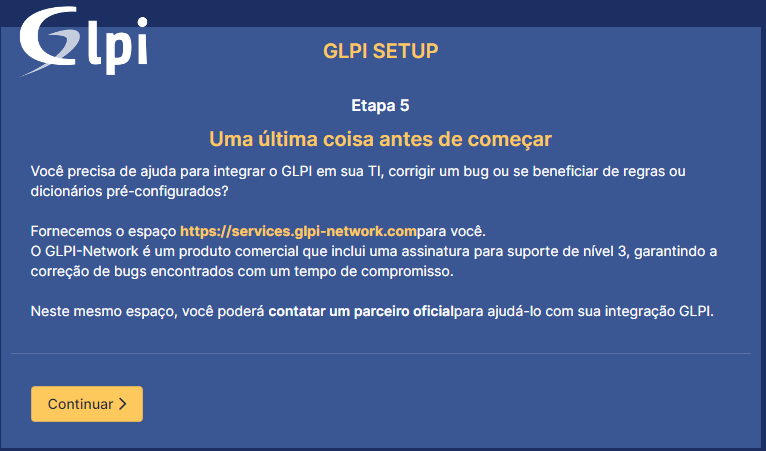 Glpi
GLPI SETUP
Etapa 5
Uma última coisa antes de começar
Você precisa de ajuda para integrar o GLPI em sua TI, corrigir um bug ou se beneficiar de regras ou
dicionários pré-configurados?
Fornecemos o espaço https://services.glpi-network.compara você.
O GLPI-Network é um produto comercial que inclui uma assinatura para suporte de nível 3, garantindo a
correção de bugs encontrados com um tempo de compromisso.
Neste mesmo espaço, você poderá contatar um parceiro oficialpara ajudá-lo com sua integração GLPI.
Continuar